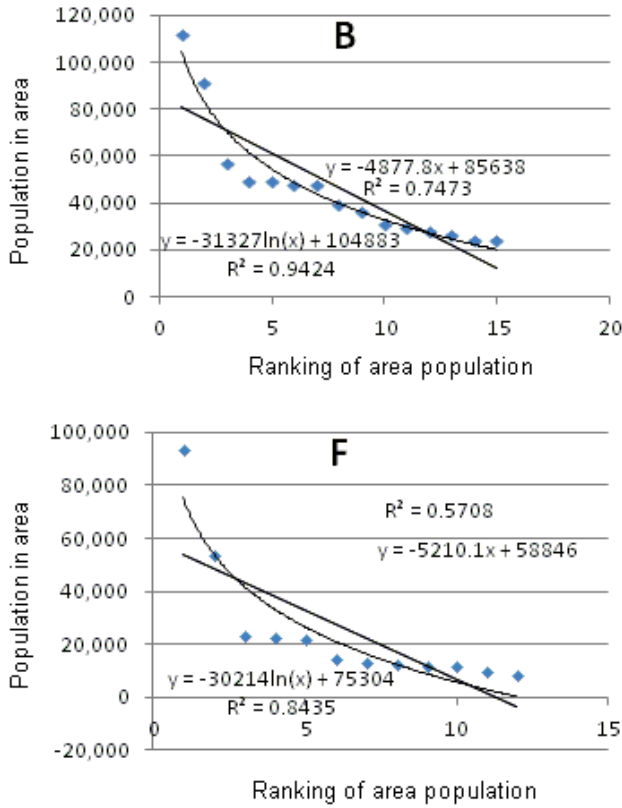 B
120,000
100,000
80,000
60,000
40,000
20,000
0
Population in area
y = -4877.8x + 85638
R² = 0.7473
y = -31327ln(x) + 104883
R² = 0.9424
0 5 10 15 20
Ranking of area population
F
100,000
80,000
60,000
40,000
20,000
0
-20,000
Population in area
R² = 0.5708
y = -5210.1x + 58846
y = -30214ln(x) + 75304
R² = 0.8435
0 5 10 15
Ranking of area population